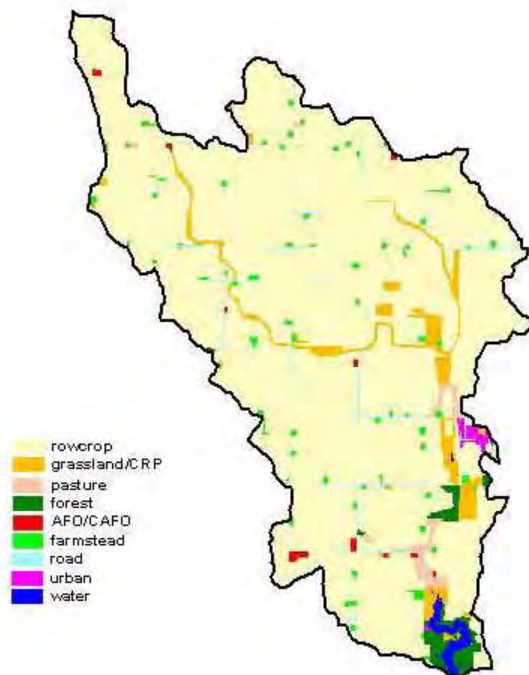 rowcrop
grassland/CRP
pasture
forest
AFO/CAFO
farmstead
road
urban
water